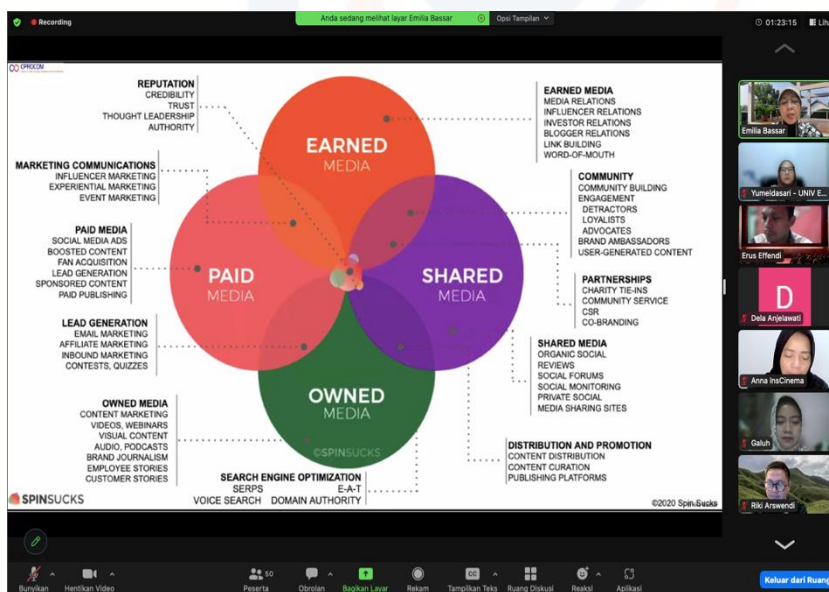 Recording
Anda sedang melihat layar Emilia Bassar
Opsi Tampilan
01:23:15
CPROCOM
REPUTATION
CREDIBILITY
TRUST
THOUGHT LEADERSHIP
AUTHORITY
MARKETING COMMUNICATIONS
INFLUENCER MARKETING
EXPERIENTIAL MARKETING
EVENT MARKETING
PAID MEDIA
SOCIAL MEDIA ADS
BOOSTED CONTENT
FAN ACQUISITION
LEAD GENERATION
SPONSORED CONTENT
PAID PUBLISHING
LEAD GENERATION
EMAIL MARKETING
AFFILIATE MARKETING
INBOUND MARKETING
CONTESTS, QUIZZES
OWNED MEDIA
CONTENT MARKETING
VIDEOS, WEBINARS
VISUAL CONTENT
AUDIO, PODCASTS
BRAND JOURNALISM
EMPLOYEE STORIES
CUSTOMER STORIES
SEARCH ENGINE OPTIMIZATION
SERPS E-A-T
VOICE SEARCH DOMAIN AUTHORITY
EARNED
MEDIA
PAID
MEDIA
SHARED
MEDIA
OWNED
MEDIA
©SPINSUCKS
EARNED MEDIA
MEDIA RELATIONS
INFLUENCER RELATIONS
INVESTOR RELATIONS
BLOGGER RELATIONS
LINK BUILDING
WORD-OF-MOUTH
COMMUNITY
COMMUNITY BUILDING
ENGAGEMENT
DETRACTORS
LOYALISTS
ADVOCATES
BRAND AMBASSADORS
USER-GENERATED CONTENT
PARTNERSHIPS
CHARITY TIE-INS
COMMUNITY SERVICE
CSR
CO-BRANDING
SHARED MEDIA
ORGANIC SOCIAL
REVIEWS
SOCIAL FORUMS
SOCIAL MONITORING
PRIVATE SOCIAL
MEDIA SHARING SITES
DISTRIBUTION AND PROMOTION
CONTENT DISTRIBUTION
CONTENT CURATION
PUBLISHING PLATFORMS
SPINSUCKS
©2020 Spin Sucks
Emilia Bassar
Yumeldasari - UNIV E...
Erus Effendi
D
Dela Anjelawati
Anna InsCinema
Galuh
Riki Arswendi
Bunyikan
Hentikan Video
50
Peserta
Obrolan
Bagikan Layar
Rekam
CC
Tampilkan Teks
Ruang Diskusi
Reaksi
Aplikasi
Keluar dari Ruang